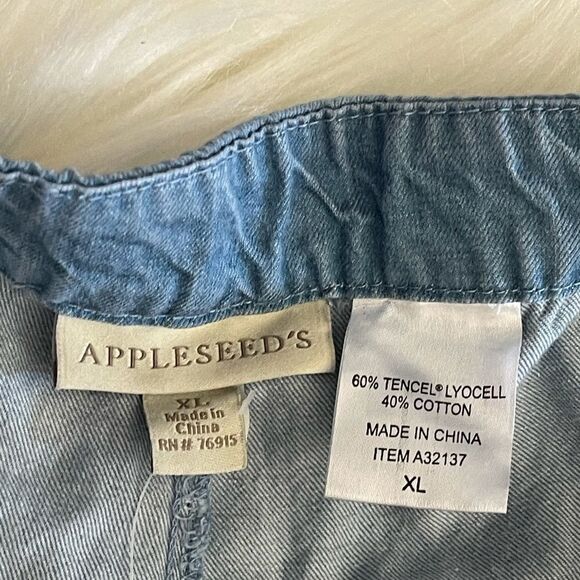 APPLESEED'S
XL
Made in
China
RN# 76915
60% TENCEL® LYOCELL
40% COTTON
MADE IN CHINA
ITEM A32137
XL